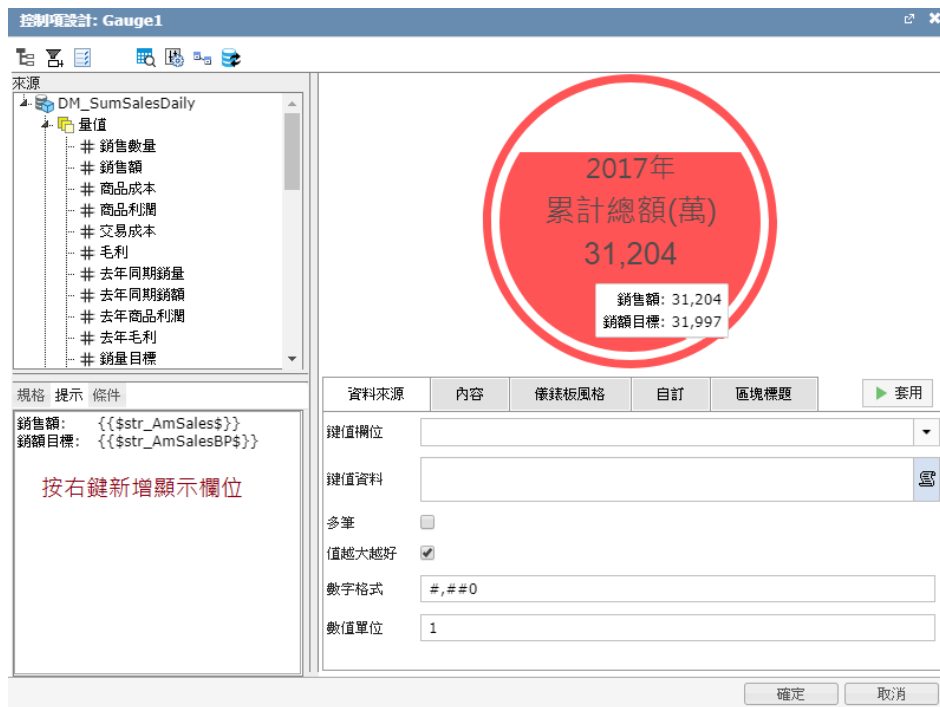 控制項設計: Gauge1
來源
DM_SumSalesDaily
量值
銷售數量
銷售額
商品成本
商品利潤
交易成本
毛利
去年同期銷量
去年同期銷額
去年商品利潤
去年毛利
銷量目標
2017年
累計總額(萬)
31,204
銷售額: 31,204
銷額目標: 31,997
規格 提示 條件
銷售額: {{$str_AmSales$}}
銷額目標: {{$str_AmSalesBP$}}
按右鍵新增顯示欄位
資料來源 內容 儀錶板風格 自訂 區塊標題 套用
鍵值欄位
鍵值資料
多筆
值越大越好
數字格式 #,##0
數值單位 1
確定 取消